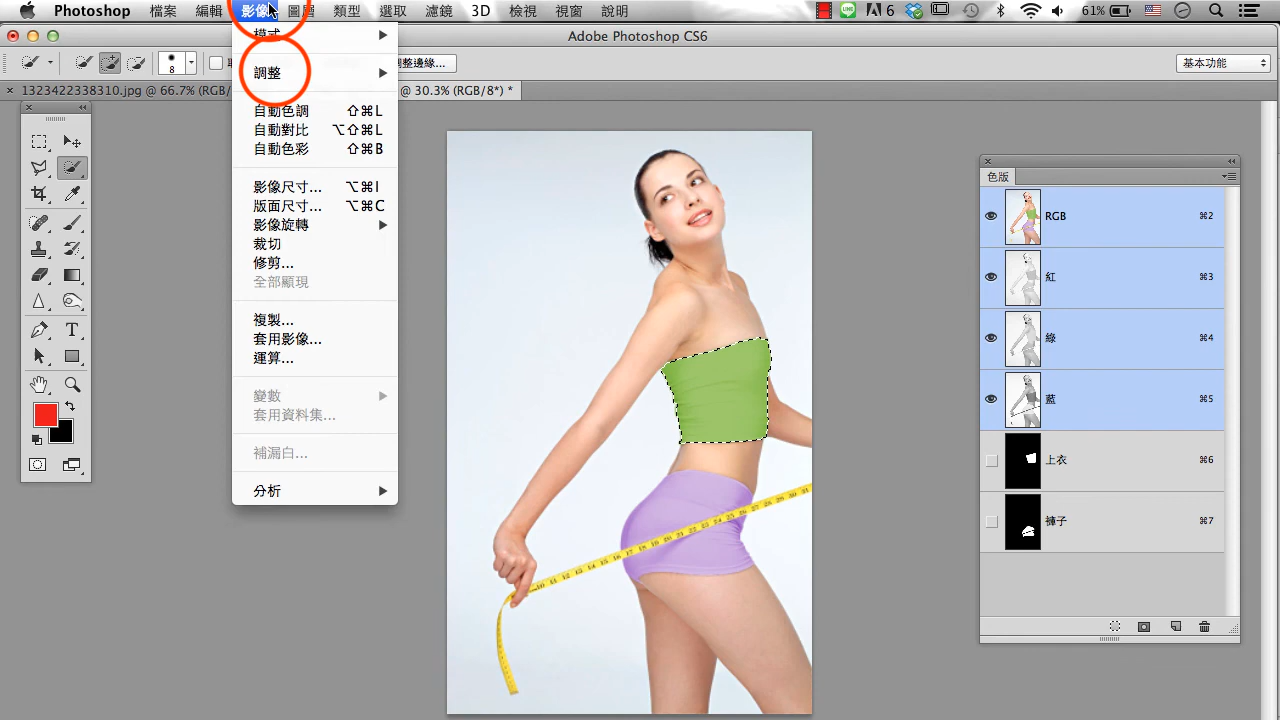 Photoshop 檔案 編輯 影像 圖層 類型 選取 濾鏡 3D 檢視 視窗 說明 6 61%
Adobe Photoshop CS6
8 調整邊緣... 基本功能
1323422338310.jpg @ 66.7% (RGB/ @ 30.3% (RGB/8*) *
模式
調整
自動色調 ⇧⌘L
自動對比 ⌥⇧⌘L
自動色彩 ⇧⌘B
影像尺寸... ⌥⌘I
版面尺寸... ⌥⌘C
影像旋轉
裁切
修剪...
全部顯現
複製...
套用影像...
運算...
變數
套用資料集...
補漏白...
分析
色版
RGB ⌘2
紅 ⌘3
綠 ⌘4
藍 ⌘5
上衣 ⌘6
褲子 ⌘7